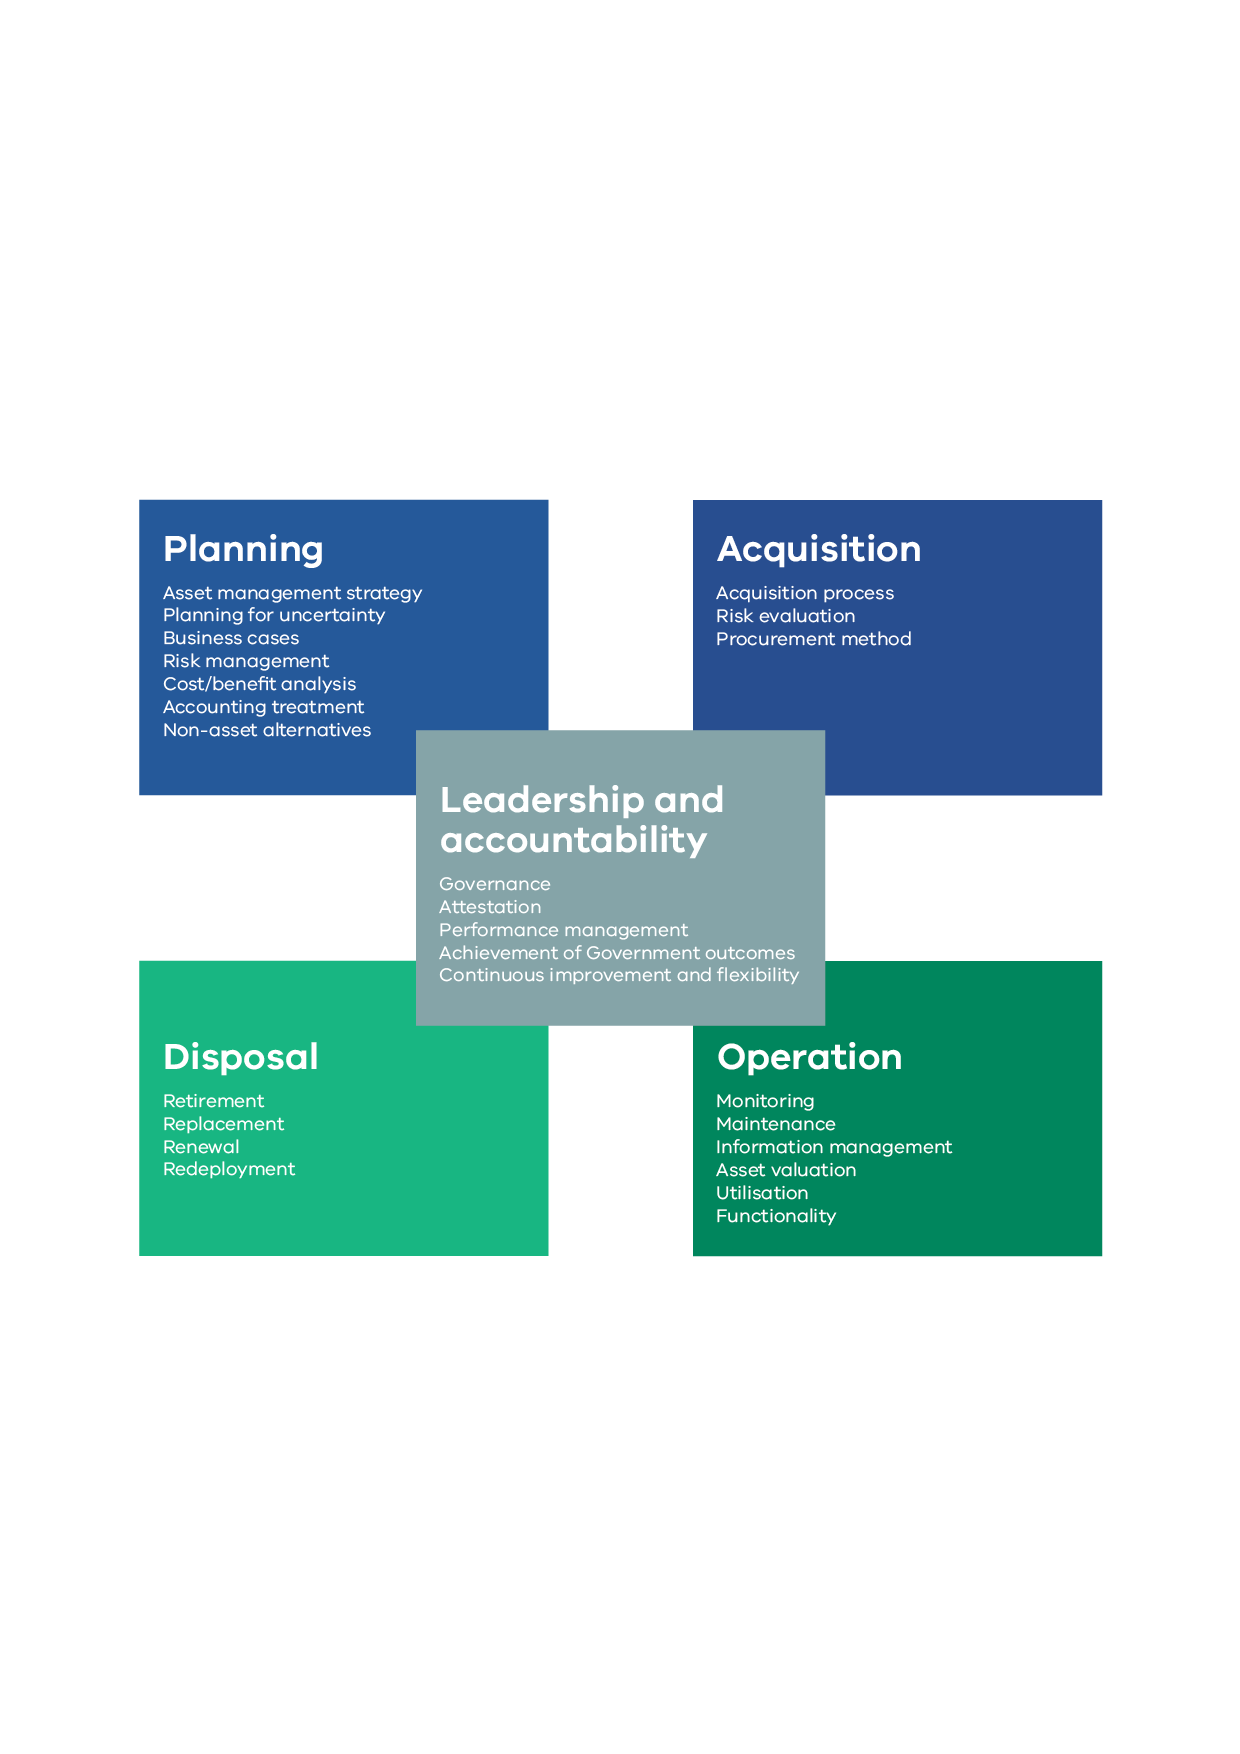 Planning
Asset management strategy
Planning for uncertainty
Business cases
Risk management
Cost/benefit analysis
Accounting treatment
Non-asset alternatives
Acquisition
Acquisition process
Risk evaluation
Procurement method
Leadership and
accountability
Governance
Attestation
Performance management
Achievement of Government outcomes
Continuous improvement and flexibility
Disposal
Retirement
Replacement
Renewal
Redeployment
Operation
Monitoring
Maintenance
Information management
Asset valuation
Utilisation
Functionality